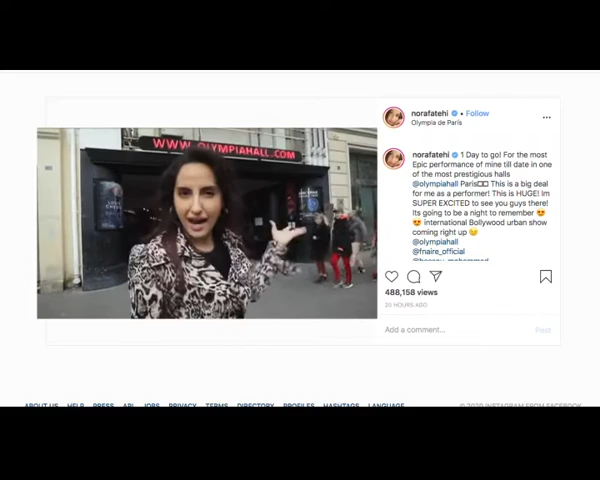 WWW.OLYMPIAHALL.COM
norafatehi • Follow
Olympia de París
norafatehi 1 Day to go! For the most
Epic performance of mine till date in one
of the most prestigious halls
@olympiahall Paris This is a big deal
for me as a performer! This is HUGE! Im
SUPER EXCITED to see you guys there!
Its going to be a night to remember 😍
😍 international Bollywood urban show
coming right up 😉
@olympiahall
@fnaire_official
488,158 views
20 HOURS AGO
Add a comment... Post
ABOUT US HELP PRESS API JOBS PRIVACY TERMS DIRECTORY PROFILES HASHTAGS LANGUAGE © 2020 INSTAGRAM FROM FACEBOOK